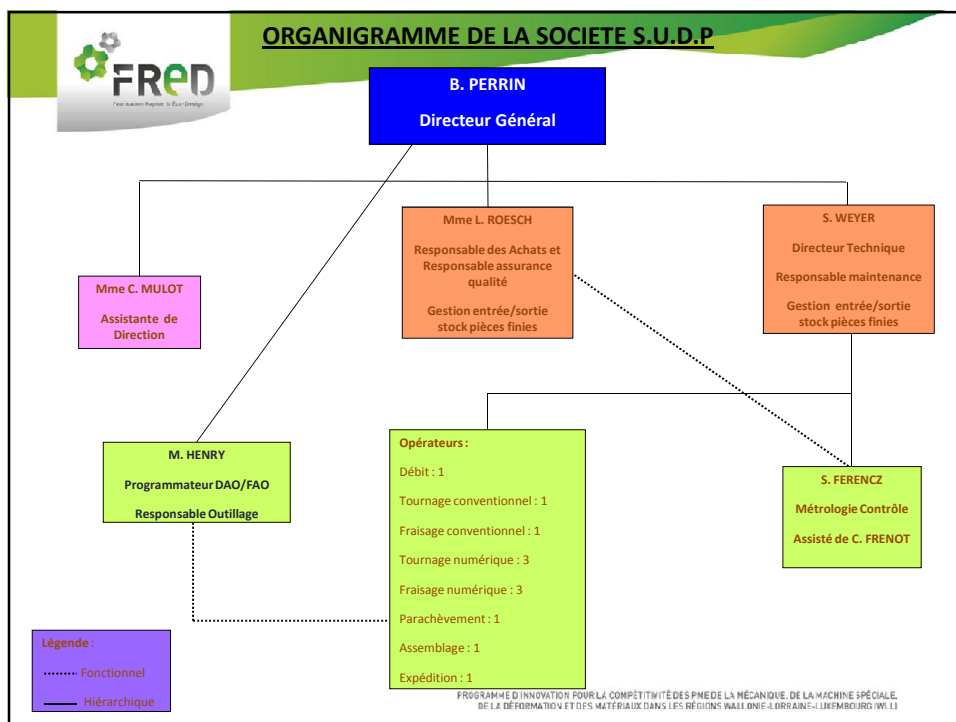 ORGANIGRAMME DE LA SOCIETE S.U.D.P
FReD
B. PERRIN
Directeur Général
Mme L. ROESCH
Responsable des Achats et
Responsable assurance
qualité
Gestion entrée/sortie
stock pièces finies
S. WEYER
Directeur Technique
Responsable maintenance
Gestion entrée/sortie
stock pièces finies
Mme C. MULOT
Assistante de
Direction
M. HENRY
Programmateur DAO/FAO
Responsable Outillage
Opérateurs :
Débit : 1
Tournage conventionnel : 1
Fraisage conventionnel : 1
Tournage numérique : 3
Fraisage numérique : 3
Parachèvement : 1
Assemblage : 1
Expédition : 1
S. FERENCZ
Métrologie Contrôle
Assisté de C. FRENOT
Légende :
Fonctionnel
Hiérarchique
PROGRAMME D'INNOVATION POUR LA COMPÉTITIVITÉ DES PME DE LA MÉCANIQUE, DE LA MACHINE SPÉCIALE,
DE LA DÉFORMATION ET DES MATÉRIAUX DANS LES RÉGIONS WALLONIE-LORRAINE-LUXEMBOURG (WLL)